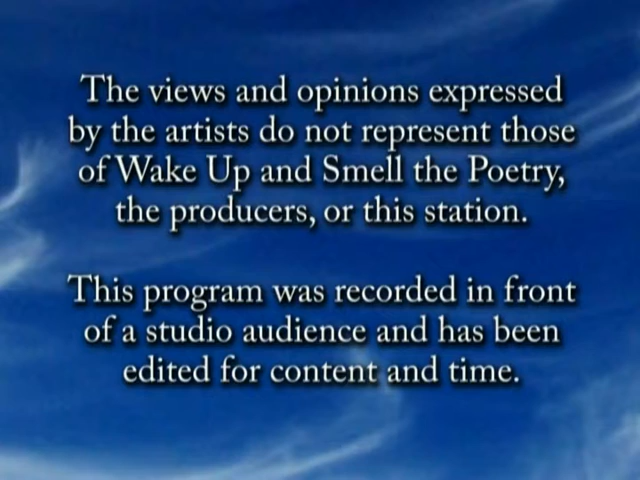 The views and opinions expressed
by the artists do not represent those
of Wake Up and Smell the Poetry,
the producers, or this station.
This program was recorded in front
of a studio audience and has been
edited for content and time.